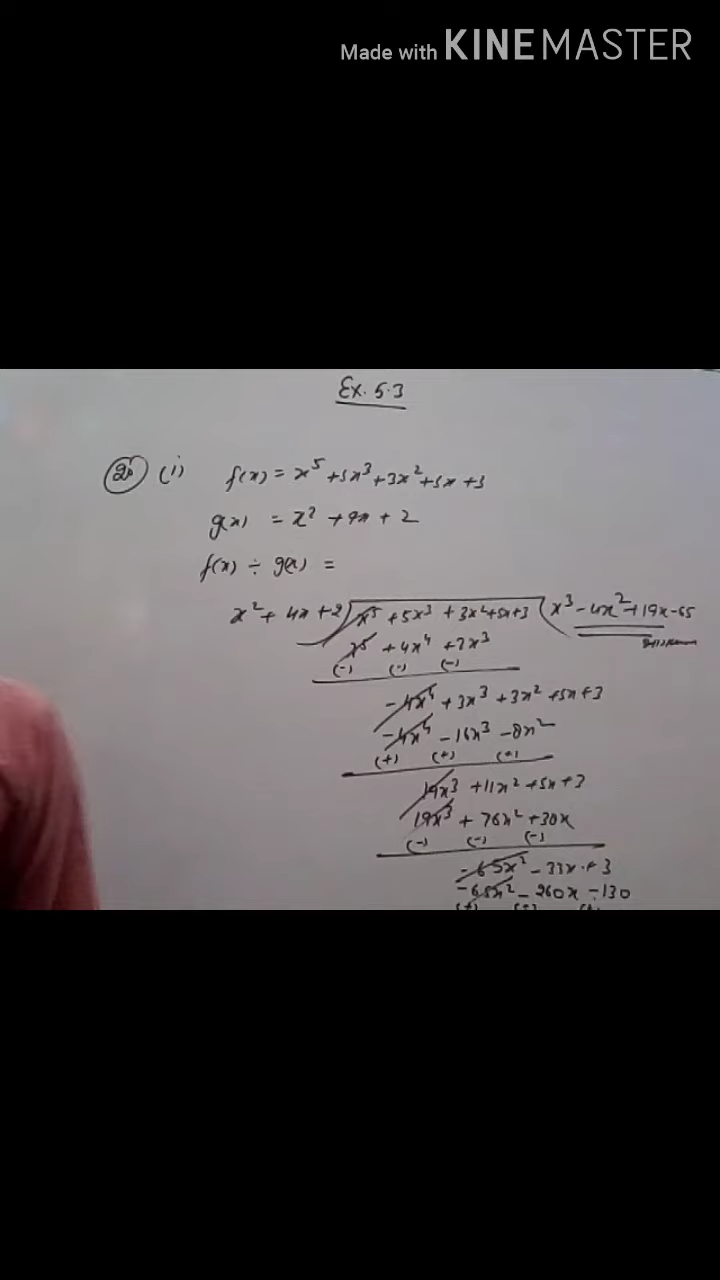 Made with KINEMASTER
Ex. 5.3
(i) f(x) = x⁵ + 5x³ + 3x² + 5x + 3
g(x) = x² + 4x + 2
f(x) ÷ g(x) =
x² + 4x + 2 ) x⁵ + 5x³ + 3x² + 5x + 3 ( x³ - 4x² + 19x - 65
x⁵ + 4x⁴ + 2x³
(-) (-) (-)
-4x⁴ + 3x³ + 3x² + 5x + 3
-4x⁴ - 16x³ - 8x²
(+) (+) (+)
19x³ + 11x² + 5x + 3
19x³ + 76x² + 38x
(-) (-) (-)
-65x² - 33x + 3
-65x² - 260x - 130
(+) (+) (+)